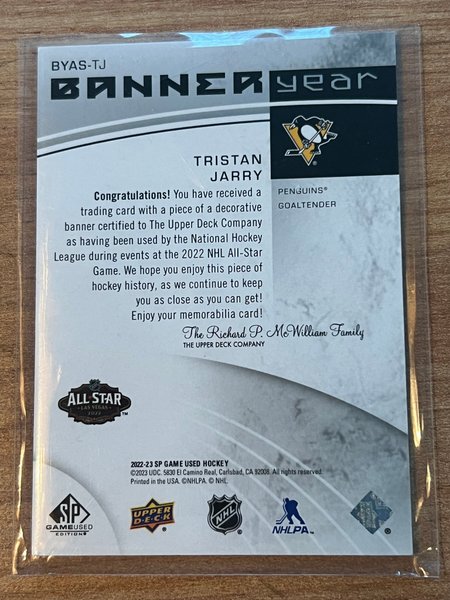 BYAS-TJ
BANNER year
TRISTAN
JARRY
PENGUINS®
GOALTENDER
Congratulations! You have received a
trading card with a piece of a decorative
banner certified to The Upper Deck Company
as having been used by the National Hockey
League during events at the 2022 NHL All-Star
Game. We hope you enjoy this piece of
hockey history, as we continue to keep
you as close as you can get!
Enjoy your memorabilia card!
The Richard P. McWilliam Family
THE UPPER DECK COMPANY
ALL STAR
LAS VEGAS
2022
™
2022-23 SP GAME USED HOCKEY
©2023 UDC. 5830 El Camino Real, Carlsbad, CA 92008. All rights reserved.
Printed in the USA. ©NHLPA. © NHL.
SP
GAME USED
EDITION®
UPPER
DECK
NHL
NHLPA
®